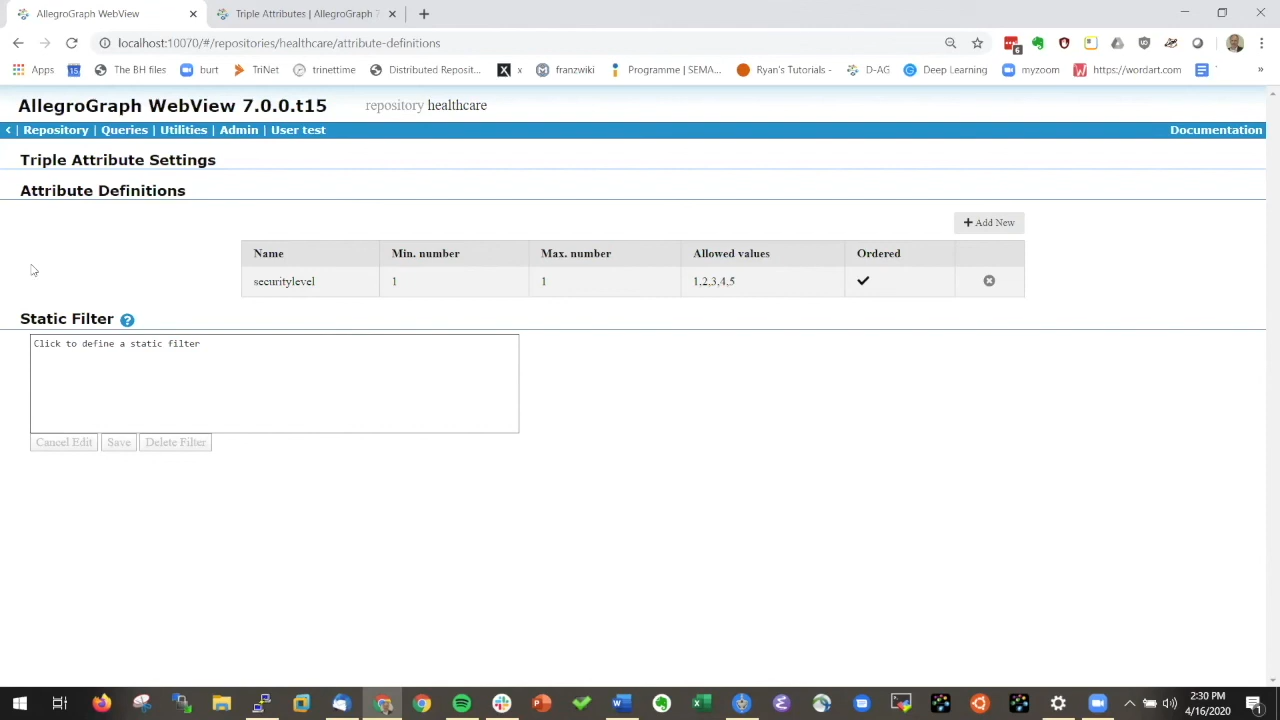 AllegroGraph WebView
Triple Attributes | AllegroGraph
localhost:10070/#/repositories/healthcare/attribute-definitions
6
Apps
15
The BH files
burt
TriNet
trinettime
Distributed Reposit...
X
x
franzwiki
Programme | SEMA...
Ryan's Tutorials -
D-AG
Deep Learning
myzoom
https://wordart.com
»
AllegroGraph WebView 7.0.0.t15 repository healthcare
‹ | Repository | Queries | Utilities | Admin | User test Documentation
Triple Attribute Settings
Attribute Definitions
+ Add New
Name Min. number Max. number Allowed values Ordered
securitylevel 1 1 1,2,3,4,5
Static Filter ?
Click to define a static filter
Cancel Edit Save Delete Filter
2:30 PM
4/16/2020
1